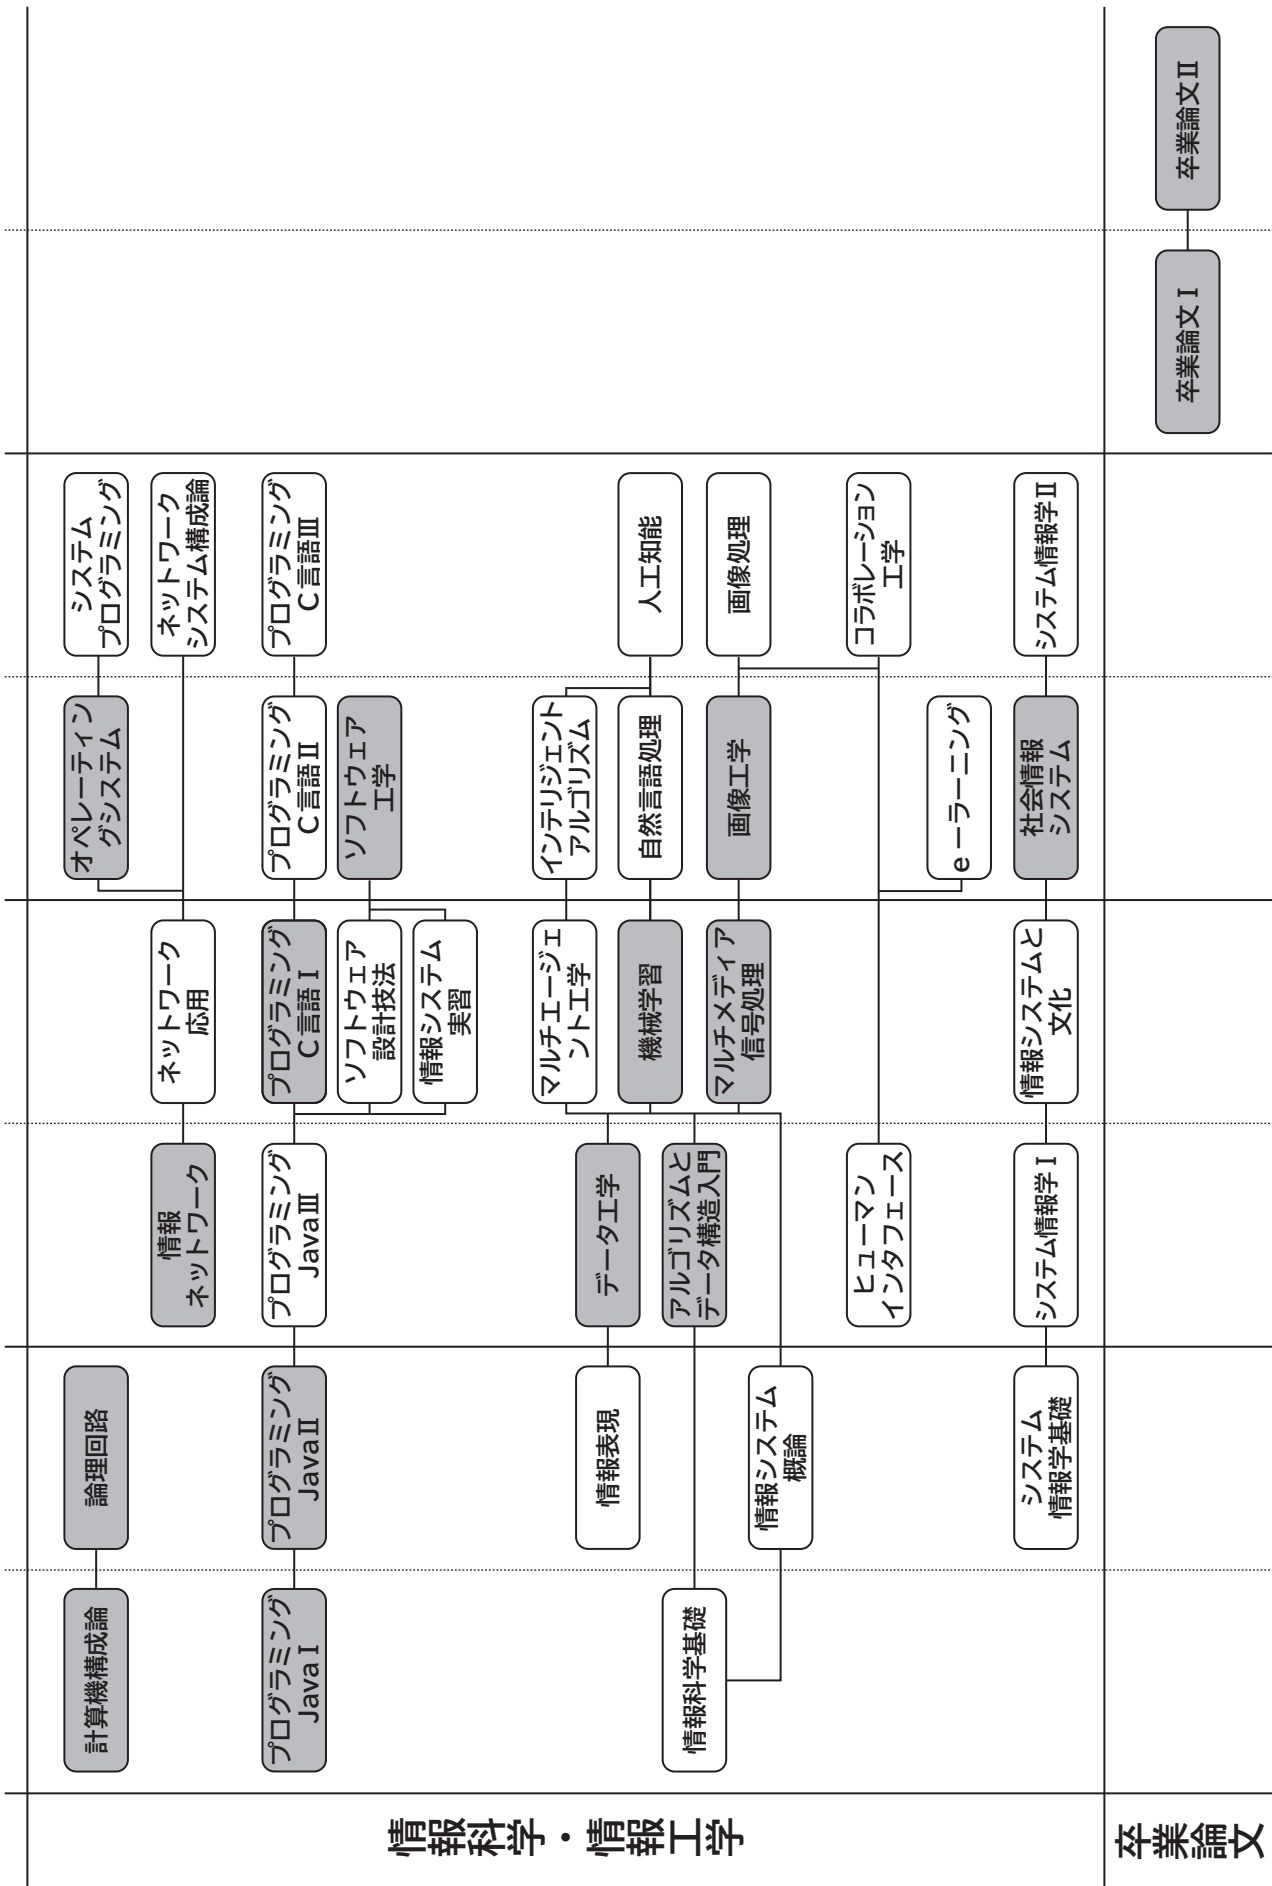 情報科学・情報工学
計算機構成論
論理回路
オペレーティン
グシステム
システム
プログラミング
情報
ネットワーク
ネットワーク
応用
ネットワーク
システム構成論
プログラミング
JavaⅠ
プログラミング
JavaⅡ
プログラミング
JavaⅢ
プログラミング
C言語Ⅰ
プログラミング
C言語Ⅱ
プログラミング
C言語Ⅲ
ソフトウェア
設計技法
ソフトウェア
工学
情報システム
実習
マルチエージェ
ント工学
インテリジェント
アルゴリズム
情報表現
データ工学
機械学習
自然言語処理
人工知能
情報科学基礎
アルゴリズムと
データ構造入門
マルチメディア
信号処理
画像工学
画像処理
情報システム
概論
ヒューマン
インタフェース
コラボレーション
工学
eーラーニング
システム
情報学基礎
システム情報学Ⅰ
情報システムと
文化
社会情報
システム
システム情報学Ⅱ
卒業論文
卒業論文Ⅰ
卒業論文Ⅱ